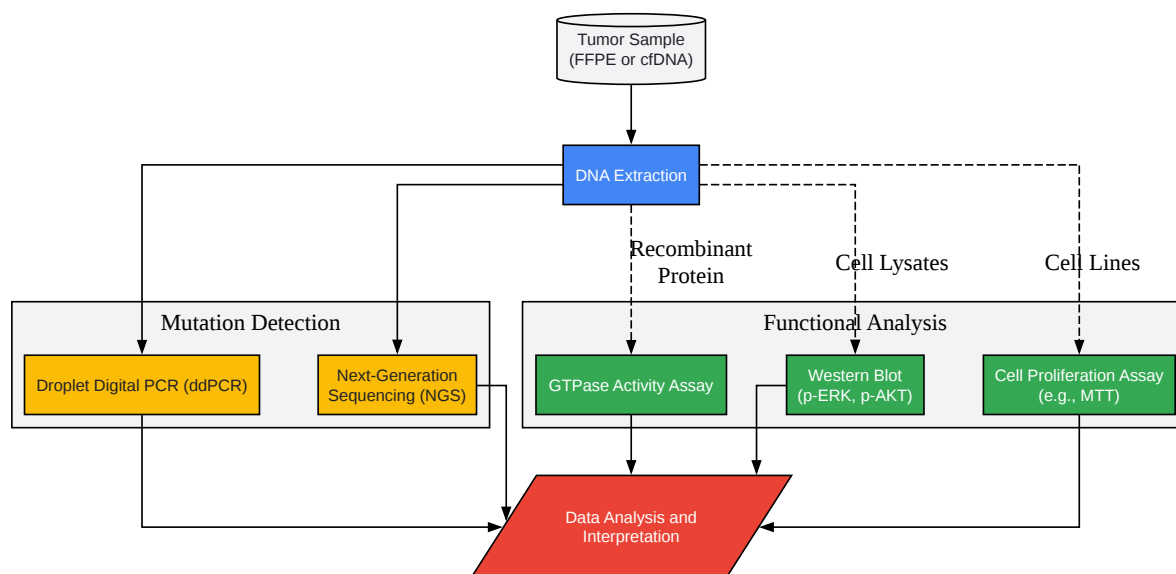 Tumor Sample
(FFPE or cfDNA)
DNA Extraction
Recombinant
Protein
Cell Lysates
Cell Lines
Mutation Detection
Functional Analysis
Droplet Digital PCR (ddPCR)
Next-Generation
Sequencing (NGS)
GTPase Activity Assay
Western Blot
(p-ERK, p-AKT)
Cell Proliferation Assay
(e.g., MTT)
Data Analysis and
Interpretation